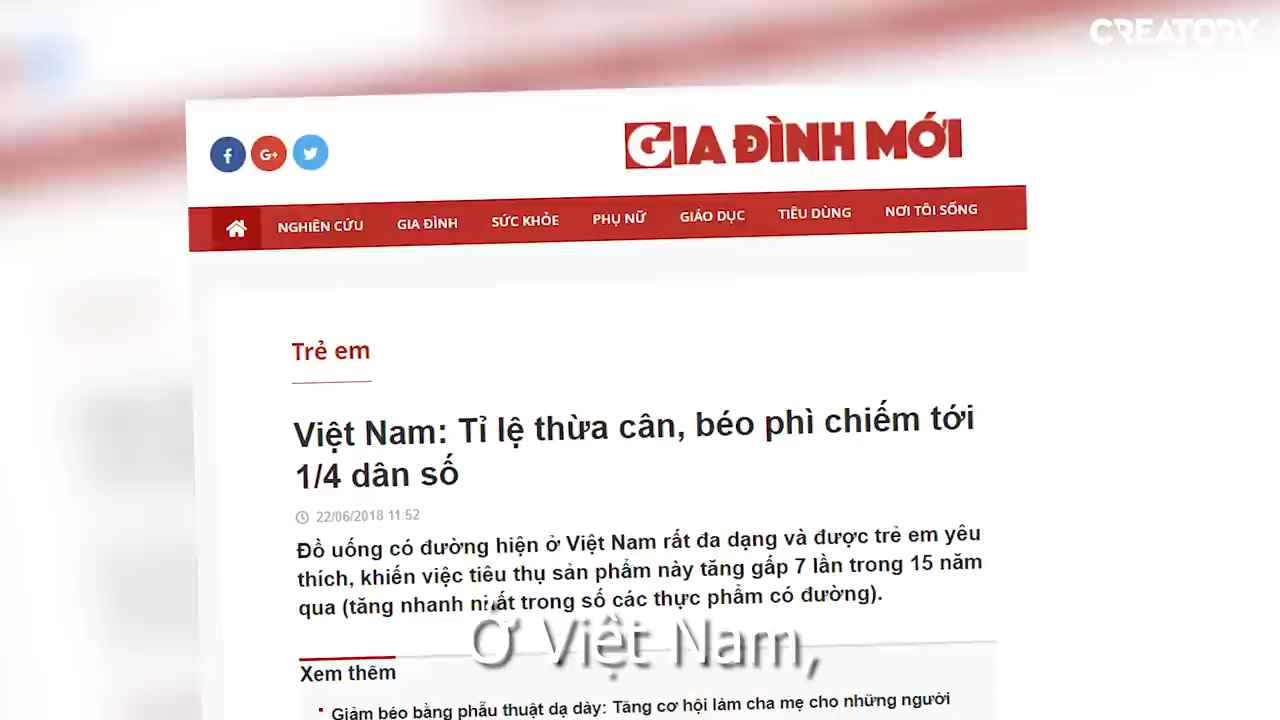 CREATORY
GIA ĐÌNH MỚI
NGHIÊN CỨU GIA ĐÌNH SỨC KHỎE PHỤ NỮ GIÁO DỤC TIÊU DÙNG NƠI TÔI SỐNG
Trẻ em
Việt Nam: Tỉ lệ thừa cân, béo phì chiếm tới
1/4 dân số
22/06/2018 11:52
Đồ uống có đường hiện ở Việt Nam rất đa dạng và được trẻ em yêu
thích, khiến việc tiêu thụ sản phẩm này tăng gấp 7 lần trong 15 năm
qua (tăng nhanh nhất trong số các thực phẩm có đường).
Ở Việt Nam,
Xem thêm
Giảm béo bằng phẫu thuật dạ dày: Tăng cơ hội làm cha mẹ cho những người